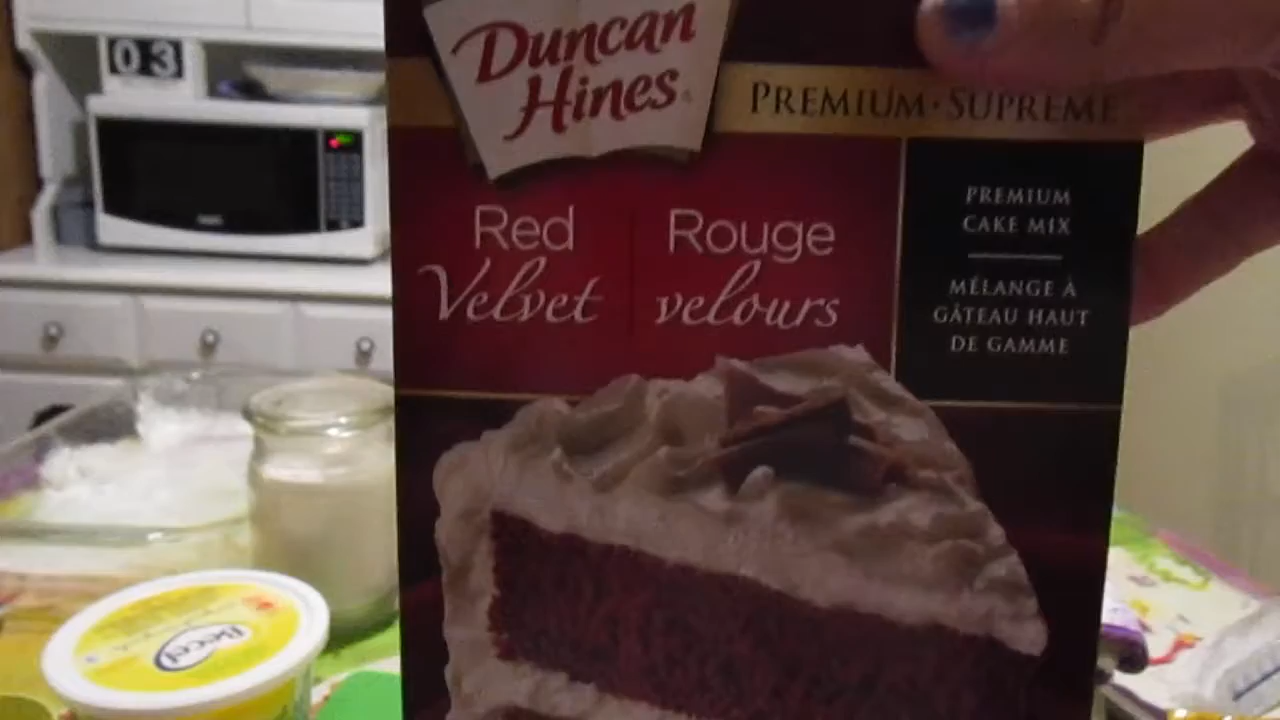 03
Duncan
Hines
PREMIUM · SUPREME
Red
Velvet
Rouge
velours
PREMIUM
CAKE MIX
MÉLANGE À
GÂTEAU HAUT
DE GAMME
Becel